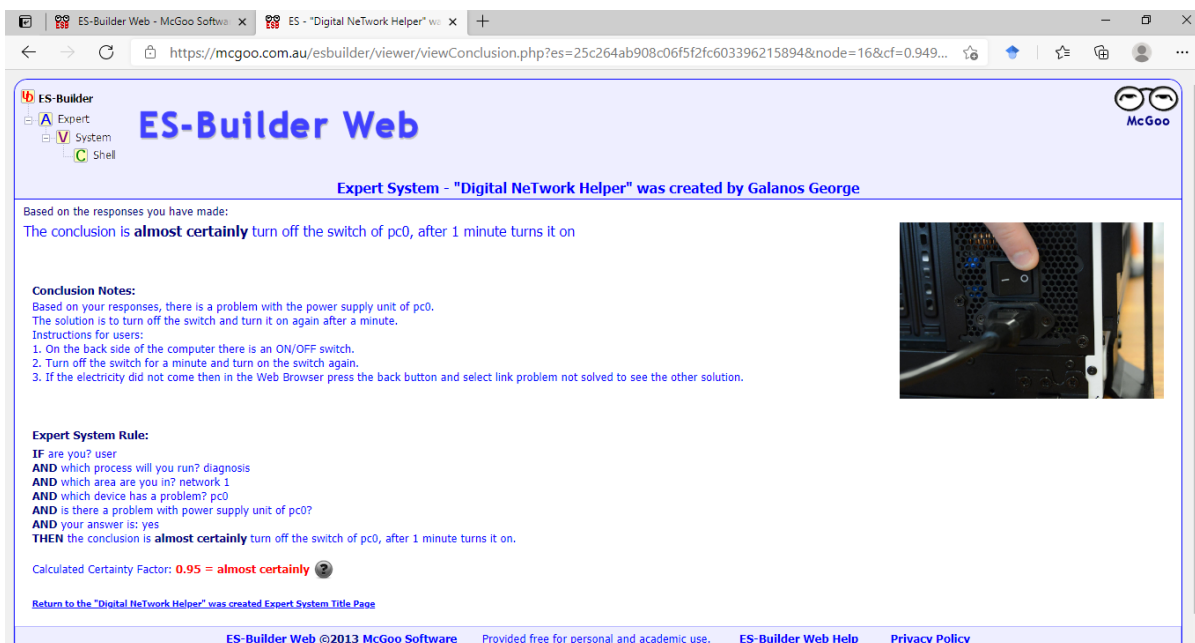 ES-Builder Web - McGoo Softwa
ES - "Digital NeTwork Helper" wa
https://mcgoo.com.au/esbuilder/viewer/viewConclusion.php?es=25c264ab908c06f5f2fc603396215894&node=16&cf=0.949...
ES-Builder
A Expert
V System
C Shell
ES-Builder Web
McGoo
Expert System - "Digital NeTwork Helper" was created by Galanos George
Based on the responses you have made:
The conclusion is almost certainly turn off the switch of pc0, after 1 minute turns it on
Conclusion Notes:
Based on your responses, there is a problem with the power supply unit of pc0.
The solution is to turn off the switch and turn it on again after a minute.
Instructions for users:
1. On the back side of the computer there is an ON/OFF switch.
2. Turn off the switch for a minute and turn on the switch again.
3. If the electricity did not come then in the Web Browser press the back button and select link problem not solved to see the other solution.
Expert System Rule:
IF are you? user
AND which process will you run? diagnosis
AND which area are you in? network 1
AND which device has a problem? pc0
AND is there a problem with power supply unit of pc0?
AND your answer is: yes
THEN the conclusion is almost certainly turn off the switch of pc0, after 1 minute turns it on.
Calculated Certainty Factor: 0.95 = almost certainly ?
Return to the "Digital NeTwork Helper" was created Expert System Title Page
ES-Builder Web ©2013 McGoo Software Provided free for personal and academic use. ES-Builder Web Help Privacy Policy